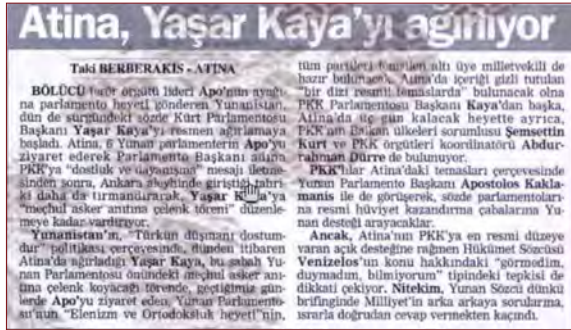 Atina, Yaşar Kaya'yı ağırlıyor
Taki BERBERAKİS - ATİNA
BÖLÜCÜ terör örgütü lideri Apo'nun ayağı-
na parlamento heyeti gönderen Yunanistan,
dün de sürgündeki sözde Kürt Parlamentosu
Başkanı Yaşar Kaya'yı resmen ağırlamaya
başladı. Atina, 6 Yunan parlamenterin Apo'yu
ziyaret ederek Parlamento Başkanı adına
PKK'ya "dostluk ve dayanışma" mesajı iletme-
sinden sonra, Ankara aleyhinde giriştiği tahri-
ki daha da tırmandırarak, Yaşar Kaya'ya
"meçhul asker anıtına çelenk töreni" düzenle-
meye kadar vardırıyor.
Yunanistan'ın, "Türkün düşmanı dostum-
dur" politikası çerçevesinde, dünden itibaren
Atina'da ağırladığı Yaşar Kaya, bu sabah Yu-
nan Parlamentosu önündeki meçhul asker anı-
tına çelenk koyacağı törende, geçtiğimiz gün-
lerde Apo'yu ziyaret eden, Yunan Parlamento-
su'nun "Elenizm ve Ortodoksluk heyeti"nin,
tüm partileri temsilen altı üye milletvekili de
hazır bulunacak. Atina'da içeriği gizli tutulan
"bir dizi resmi temaslarda" bulunacak olna
PKK Parlamentosu Başkanı Kaya'dan başka,
Atina'da üç gün kalacak heyette ayrıca,
PKK'nın Balkan ülkeleri sorumlusu Şemsettin
Kurt ve PKK örgütleri koordinatörü Abdur-
rahman Dürre de bulunuyor.
PKK'lılar Atina'daki temasları çerçevesinde
Yunan Parlamento Başkanı Apostolos Kakla-
manis ile de görüşerek, sözde parlamentoları-
na resmi hüviyet kazandırma çabalarına Yu-
nan desteği arayacaklar.
Ancak, Atina'nın PKK'ya en resmi düzeye
varan açık desteğine rağmen Hükümet Sözcüsü
Venizelos'un konu hakkındaki "görmedim,
duymadım, bilmiyorum" tipindeki tepkisi de
dikkati çekiyor. Nitekim, Yunan Sözcü dünkü
brifinginde Milliyet'in arka arkaya sorularına,
ısrarla doğrudan cevap vermekten kaçındı.